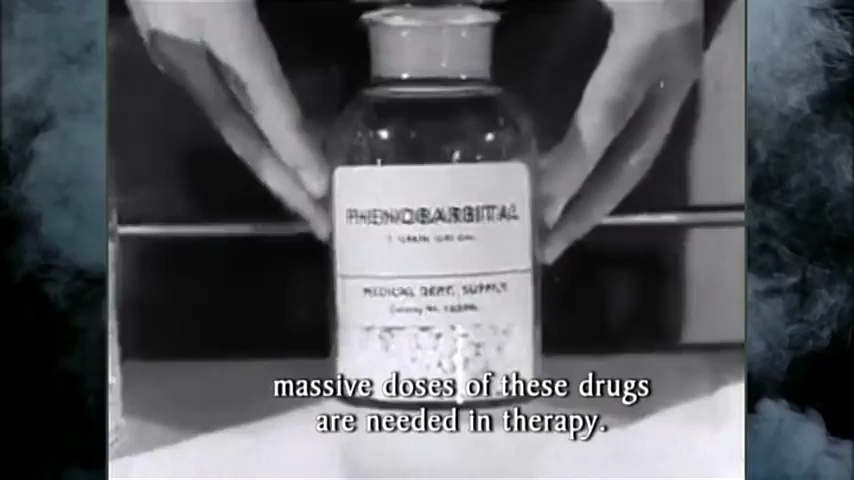 PHENOBARBITAL
MEDICAL DEPT. SUPPLY
massive doses of these drugs
are needed in therapy.